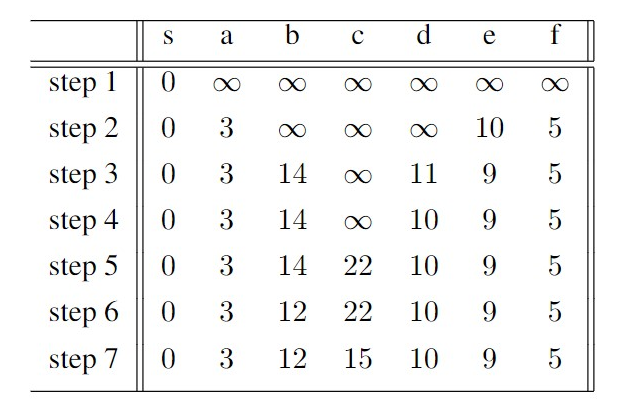 s a b c d e f
step 1 0 ∞ ∞ ∞ ∞ ∞ ∞
step 2 0 3 ∞ ∞ ∞ 10 5
step 3 0 3 14 ∞ 11 9 5
step 4 0 3 14 ∞ 10 9 5
step 5 0 3 14 22 10 9 5
step 6 0 3 12 22 10 9 5
step 7 0 3 12 15 10 9 5